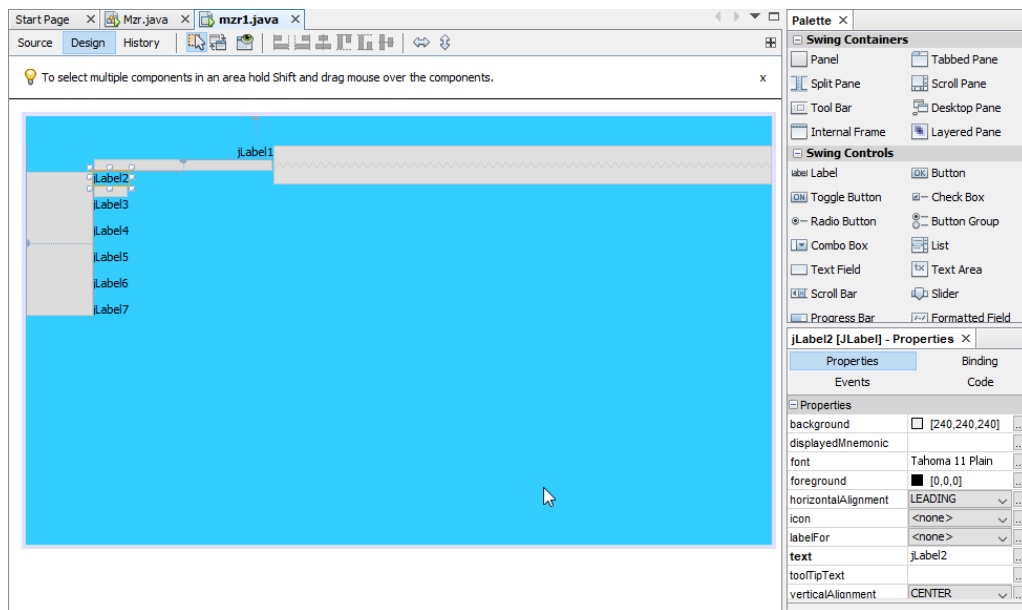 Start Page Mzr.java mzr1.java
Source Design History
To select multiple components in an area hold Shift and drag mouse over the components. x
jLabel1
jLabel2
jLabel3
jLabel4
jLabel5
jLabel6
jLabel7
Palette
Swing Containers
Panel Tabbed Pane
Split Pane Scroll Pane
Tool Bar Desktop Pane
Internal Frame Layered Pane
Swing Controls
label Label OK Button
ON Toggle Button Check Box
Radio Button Button Group
Combo Box List
Text Field tx Text Area
Scroll Bar Slider
Progress Bar Formatted Field
jLabel2 [JLabel] - Properties
Properties Binding
Events Code
Properties
background [240,240,240] ...
displayedMnemonic ...
font Tahoma 11 Plain ...
foreground [0,0,0] ...
horizontalAlignment LEADING ...
icon <none> ...
labelFor <none> ...
text jLabel2 ...
toolTipText ...
verticalAlignment CENTER ...